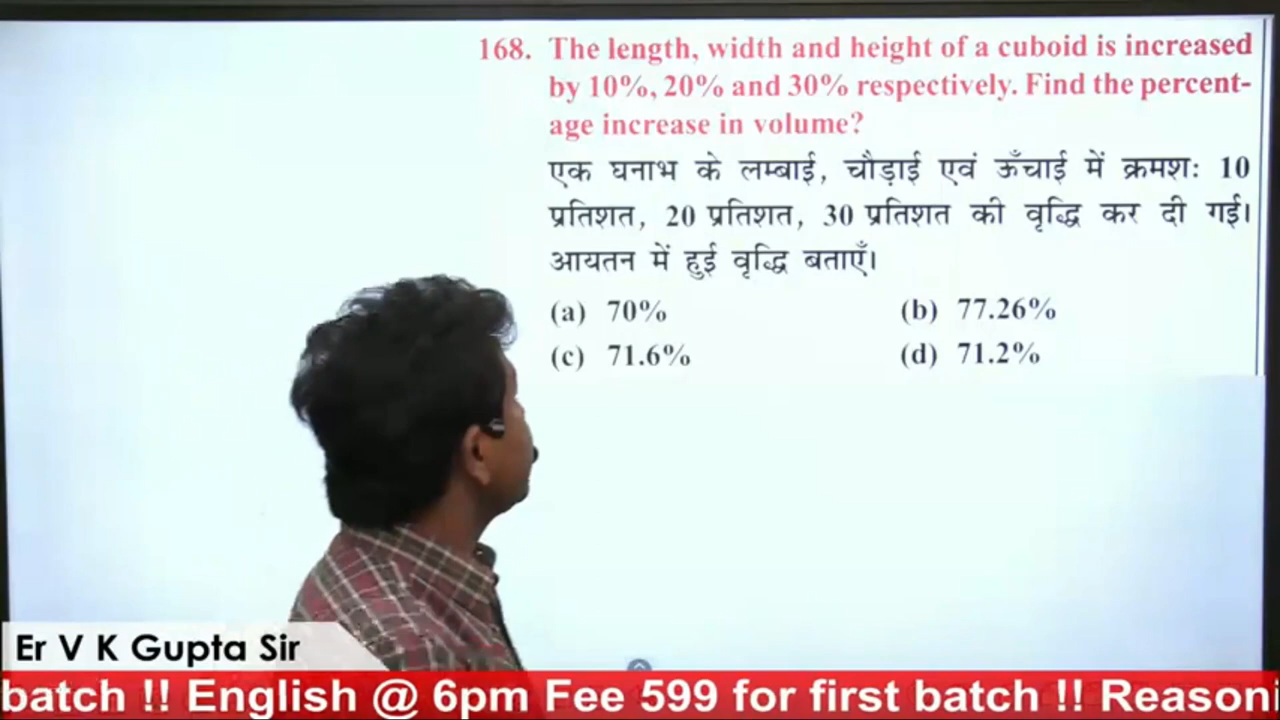 168. The length, width and height of a cuboid is increased
by 10%, 20% and 30% respectively. Find the percent-
age increase in volume?
एक घनाभ के लम्बाई, चौड़ाई एवं ऊँचाई में क्रमशः 10
प्रतिशत, 20 प्रतिशत, 30 प्रतिशत की वृद्धि कर दी गई।
आयतन में हुई वृद्धि बताएँ।
(a) 70% (b) 77.26%
(c) 71.6% (d) 71.2%
Er V K Gupta Sir
batch !! English @ 6pm Fee 599 for first batch !! Reasoni